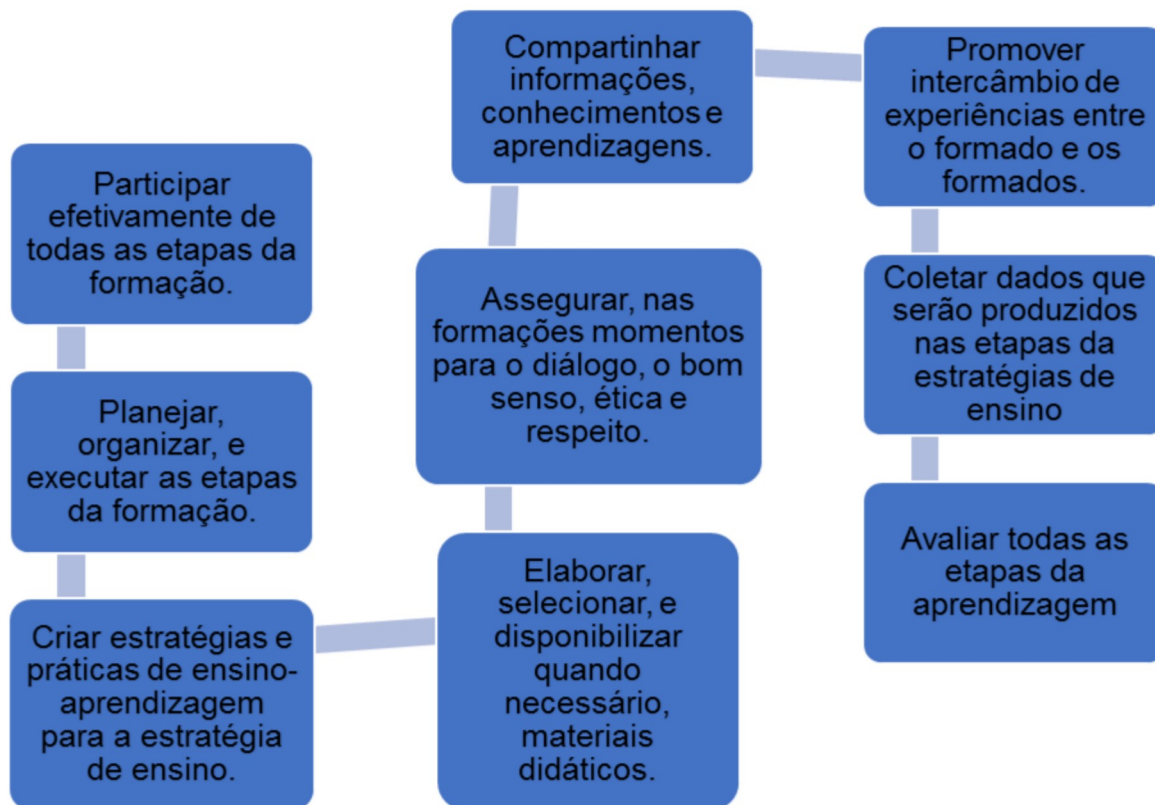 Participar
efetivamente de
todas as etapas da
formação.
Planejar,
organizar, e
executar as etapas
da formação.
Criar estratégias e
práticas de ensino-
aprendizagem
para a estratégia
de ensino.
Elaborar,
selecionar, e
disponibilizar
quando
necessário,
materiais
didáticos.
Assegurar, nas
formações momentos
para o diálogo, o bom
senso, ética e
respeito.
Compartinhar
informações,
conhecimentos e
aprendizagens.
Promover
intercâmbio de
experiências entre
o formado e os
formados.
Coletar dados que
serão produzidos
nas etapas da
estratégias de
ensino
Avaliar todas as
etapas da
aprendizagem